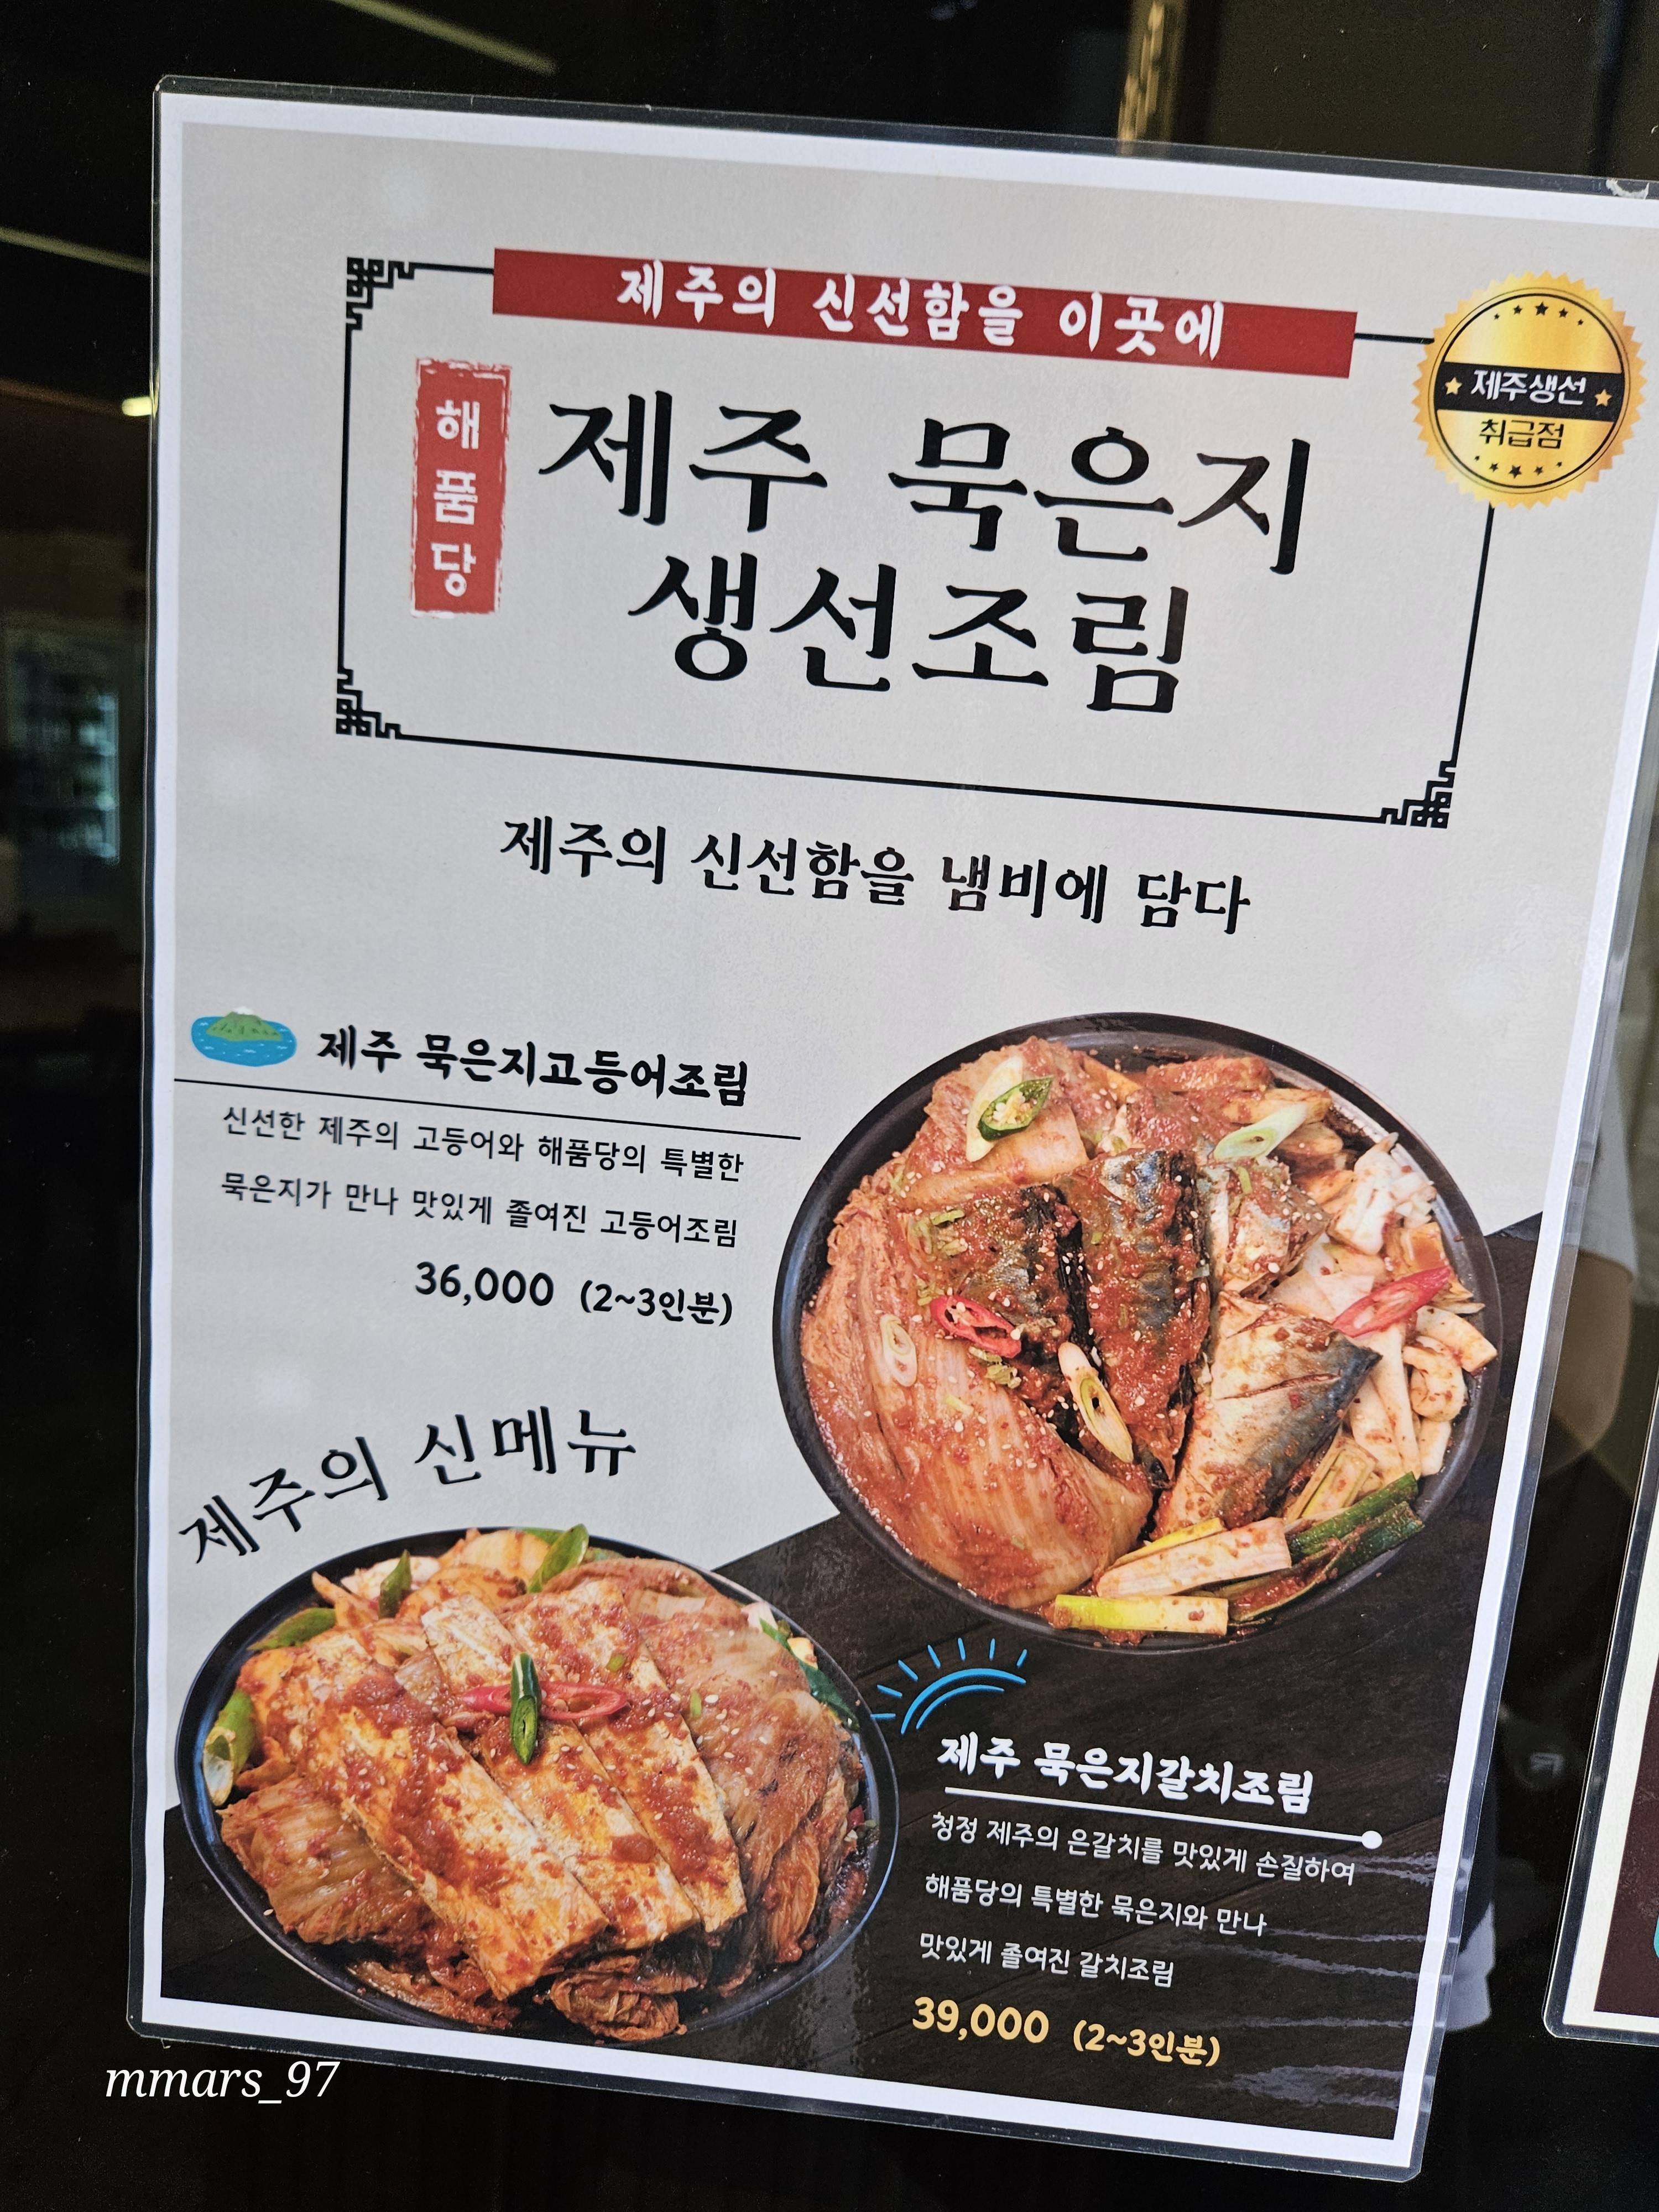 제주의 신선함을 이곳에
제주생선
취급점
해품당
제주 묵은지
생선조림
제주의 신선함을 냄비에 담다
제주 묵은지고등어조림
신선한 제주의 고등어와 해품당의 특별한
묵은지가 만나 맛있게 졸여진 고등어조림
36,000 (2~3인분)
제주의 신메뉴
제주 묵은지갈치조림
청정 제주의 은갈치를 맛있게 손질하여
해품당의 특별한 묵은지와 만나
맛있게 졸여진 갈치조림
39,000 (2~3인분)
mmars_97